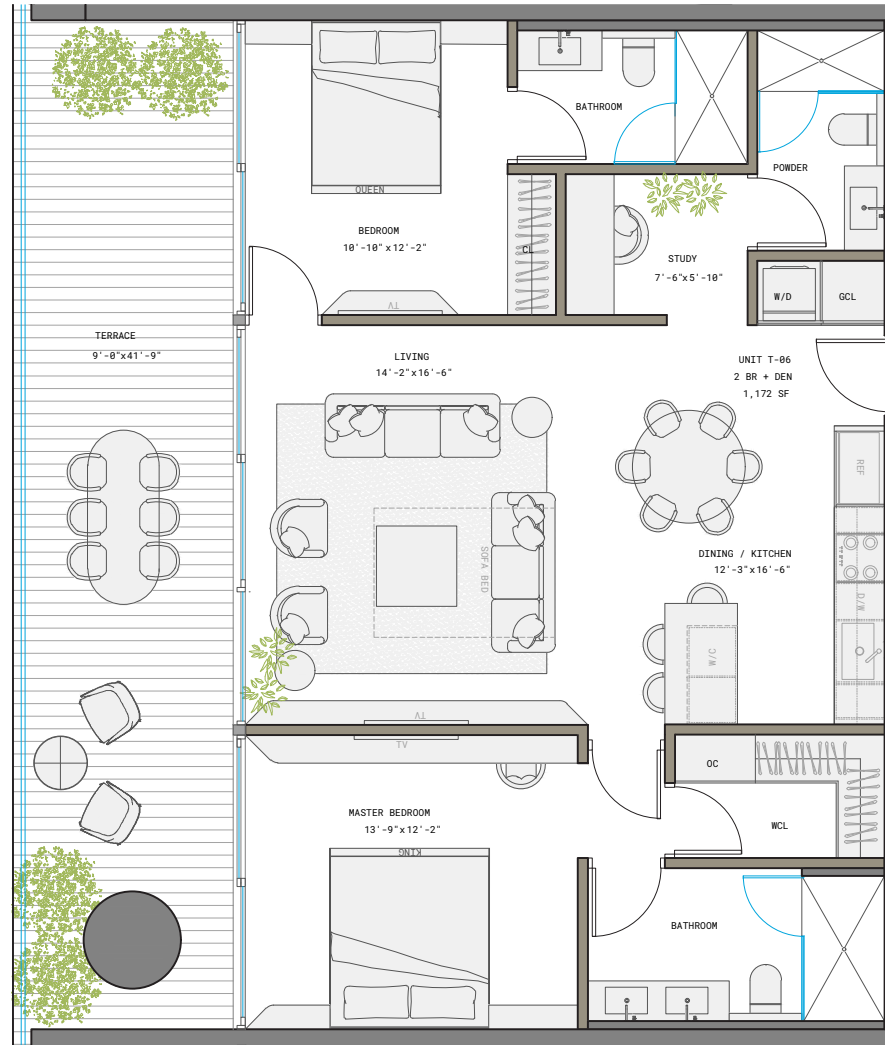 BATHROOM
POWDER
QUEEN
BEDROOM
10'-10"x12'-2"
CL
STUDY
7'-6"x5'-10"
W/D
GCL
TV
TERRACE
9'-0"x41'-9"
LIVING
14'-2"x16'-6"
UNIT T-06
2 BR + DEN
1,172 SF
REF
SOFA BED
DINING / KITCHEN
12'-3"x16'-6"
D/W
W/C
TV
TV
OC
MASTER BEDROOM
13'-9"x12'-2"
WCL
KING
BATHROOM